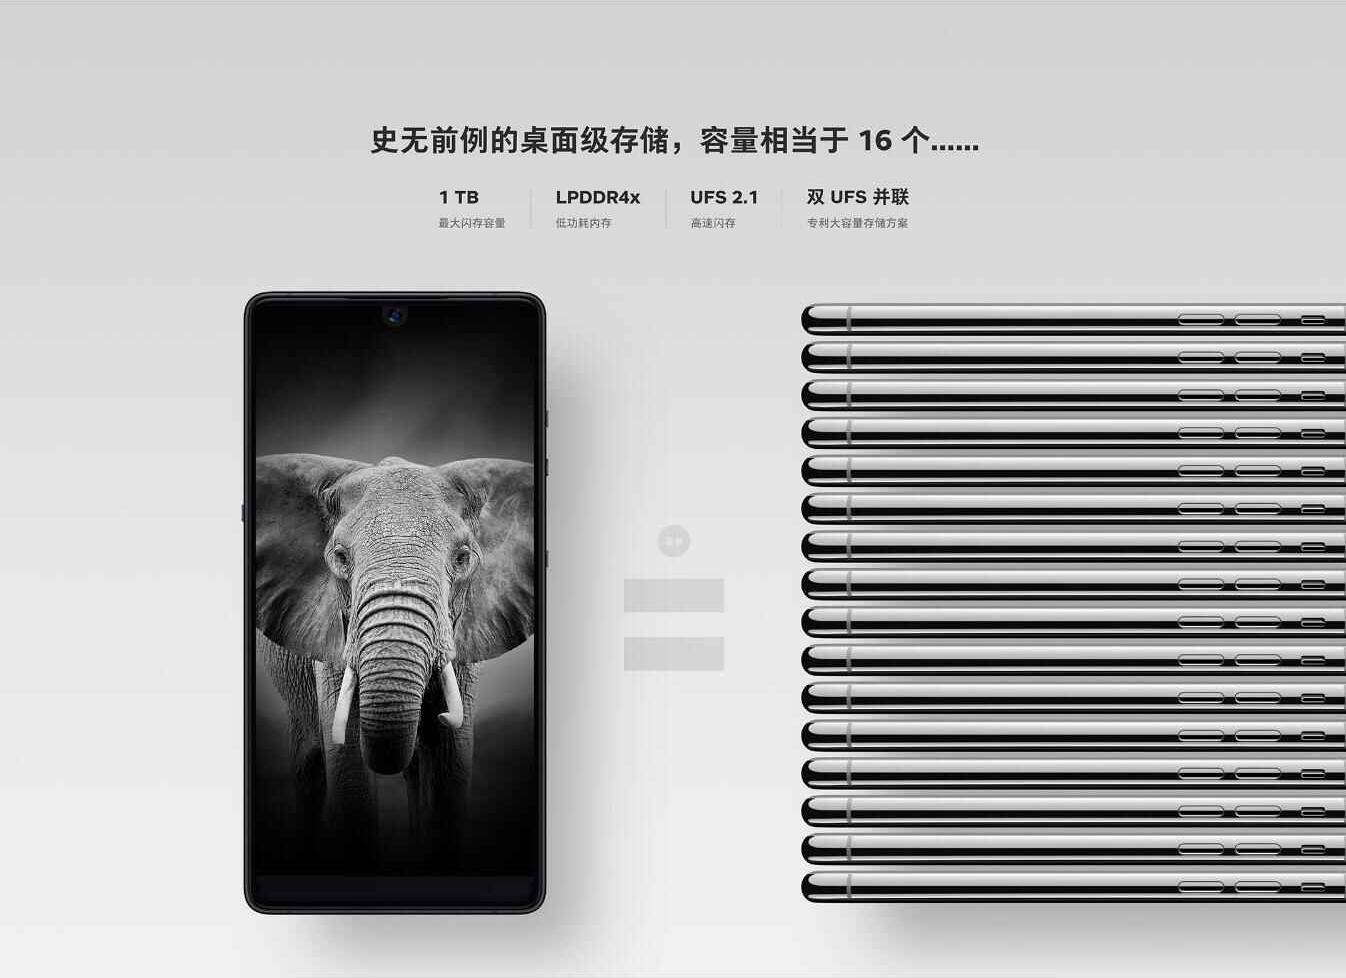 史无前例的桌面级存储，容量相当于 16 个......
1 TB
最大闪存容量
LPDDR4x
低功耗内存
UFS 2.1
高速闪存
双 UFS 并联
专利大容量存储方案